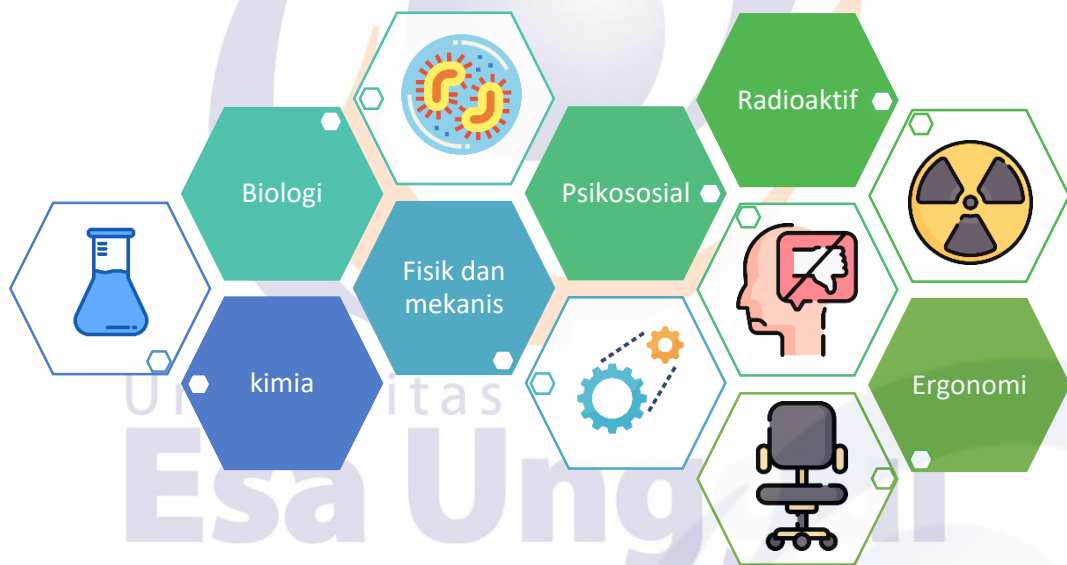 Radioaktif
Biologi
Psikososial
Fisik dan
mekanis
kimia
Ergonomi
Universitas
Esa Unggul